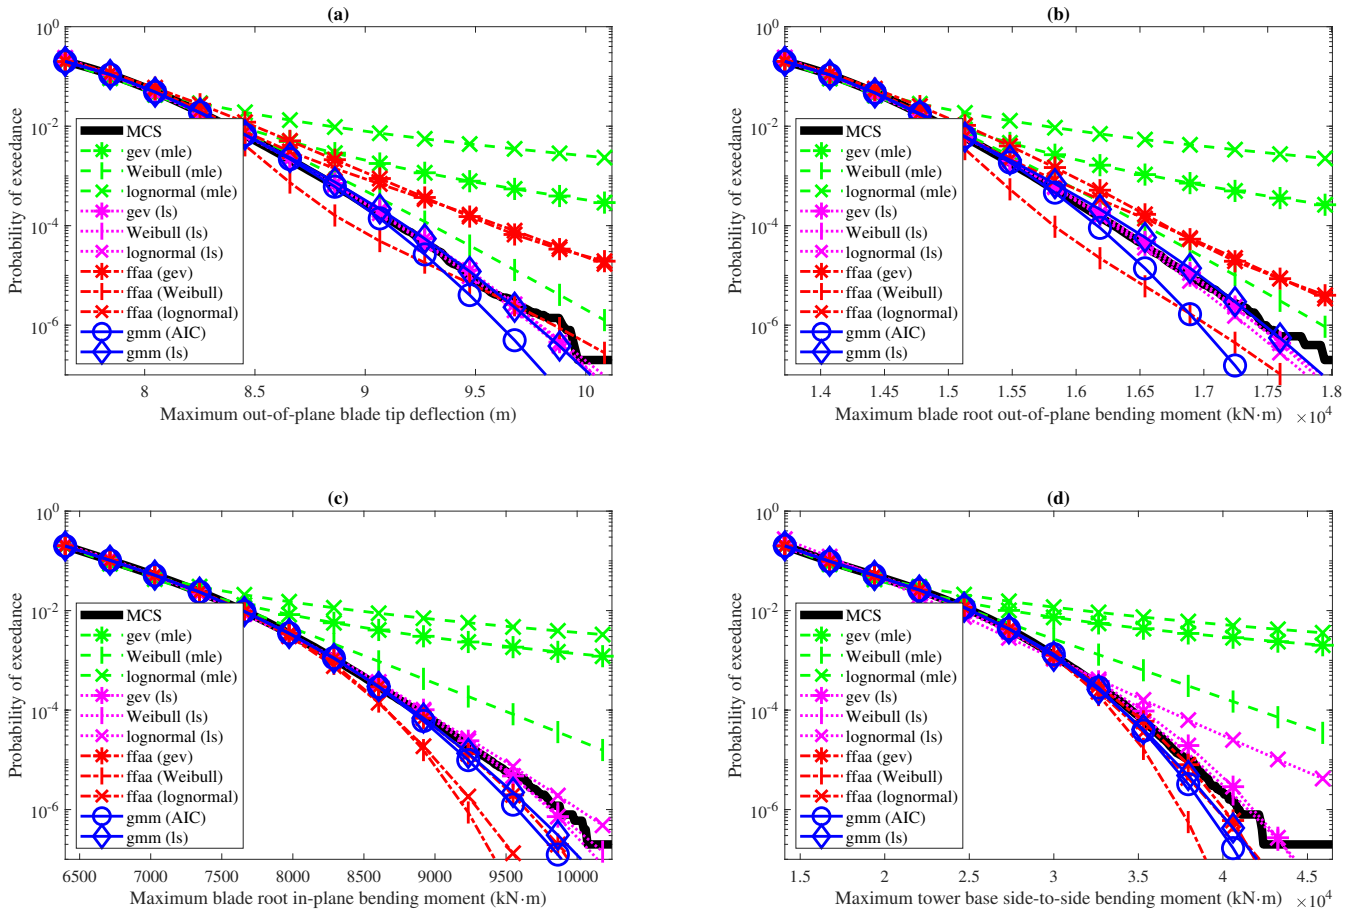 (a)
10^0
10^-2
10^-4
10^-6
Probability of exeedance
MCS
gev (mle)
Weibull (mle)
lognormal (mle)
gev (ls)
Weibull (ls)
lognormal (ls)
ffaa (gev)
ffaa (Weibull)
ffaa (lognormal)
gmm (AIC)
gmm (ls)
8 8.5 9 9.5 10
Maximum out-of-plane blade tip deflection (m)
(b)
10^0
10^-2
10^-4
10^-6
Probability of exeedance
MCS
gev (mle)
Weibull (mle)
lognormal (mle)
gev (ls)
Weibull (ls)
lognormal (ls)
ffaa (gev)
ffaa (Weibull)
ffaa (lognormal)
gmm (AIC)
gmm (ls)
1.4 1.5 1.6 1.7 1.8
Maximum blade root out-of-plane bending moment (kN·m) ×10^4
(c)
10^0
10^-2
10^-4
10^-6
Probability of exeedance
MCS
gev (mle)
Weibull (mle)
lognormal (mle)
gev (ls)
Weibull (ls)
lognormal (ls)
ffaa (gev)
ffaa (Weibull)
ffaa (lognormal)
gmm (AIC)
gmm (ls)
6500 7000 7500 8000 8500 9000 9500 10000
Maximum blade root in-plane bending moment (kN·m)
(d)
10^0
10^-2
10^-4
10^-6
Probability of exeedance
MCS
gev (mle)
Weibull (mle)
lognormal (mle)
gev (ls)
Weibull (ls)
lognormal (ls)
ffaa (gev)
ffaa (Weibull)
ffaa (lognormal)
gmm (AIC)
gmm (ls)
1.5 2 2.5 3 3.5 4 4.5
Maximum tower base side-to-side bending moment (kN·m) ×10^4